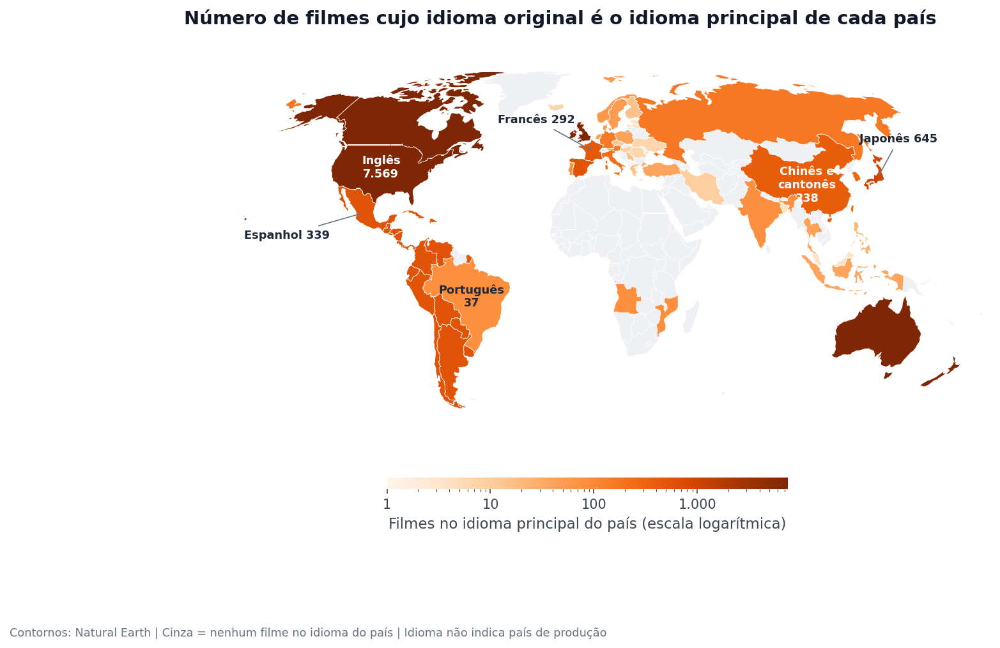 Número de filmes cujo idioma original é o idioma principal de cada país
Francês 292
Japonês 645
Inglês
7.569
Chinês e
cantonês
238
Espanhol 339
Português
37
1
10
100
1.000
Filmes no idioma principal do país (escala logarítmica)
Contornos: Natural Earth | Cinza = nenhum filme no idioma do país | Idioma não indica país de produção